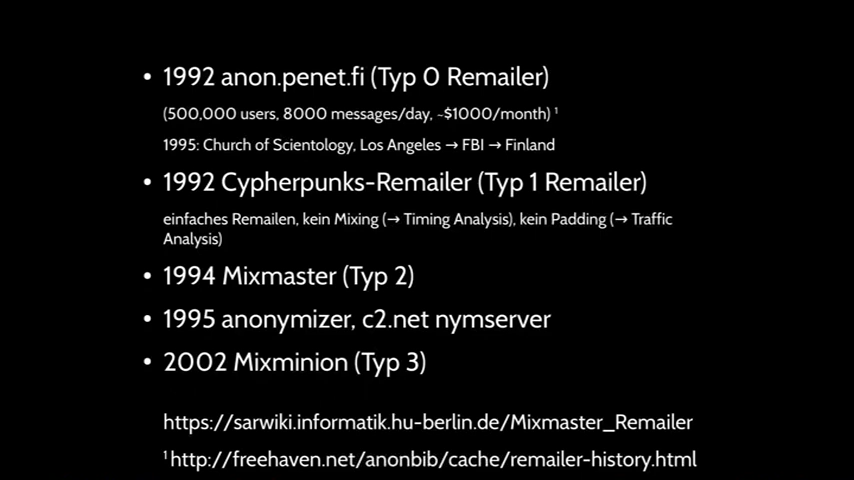 • 1992 anon.penet.fi (Typ 0 Remailer)
(500,000 users, 8000 messages/day, ~$1000/month) ¹
1995: Church of Scientology, Los Angeles → FBI → Finland
• 1992 Cypherpunks-Remailer (Typ 1 Remailer)
einfaches Remailen, kein Mixing (→ Timing Analysis), kein Padding (→ Traffic
Analysis)
• 1994 Mixmaster (Typ 2)
• 1995 anonymizer, c2.net nymserver
• 2002 Mixminion (Typ 3)
https://sarwiki.informatik.hu-berlin.de/Mixmaster_Remailer
¹ http://freehaven.net/anonbib/cache/remailer-history.html